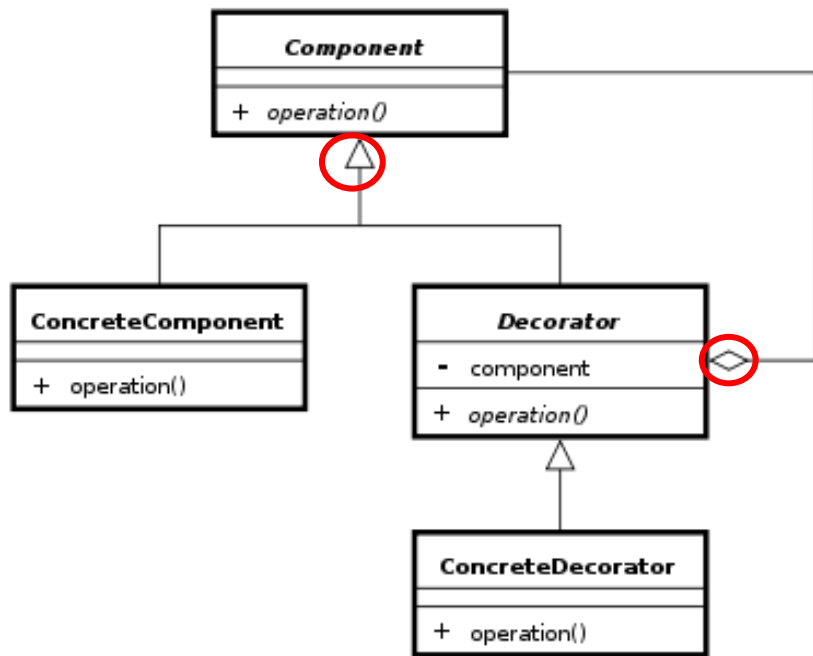 Component
+ operation()
ConcreteComponent
+ operation()
Decorator
- component
+ operation()
ConcreteDecorator
+ operation()